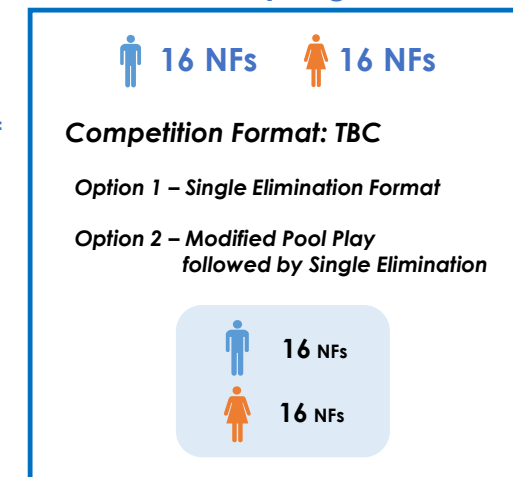 16 NFs 16 NFs
Competition Format: TBC
Option 1 – Single Elimination Format
Option 2 – Modified Pool Play
followed by Single Elimination
16 NFs
16 NFs